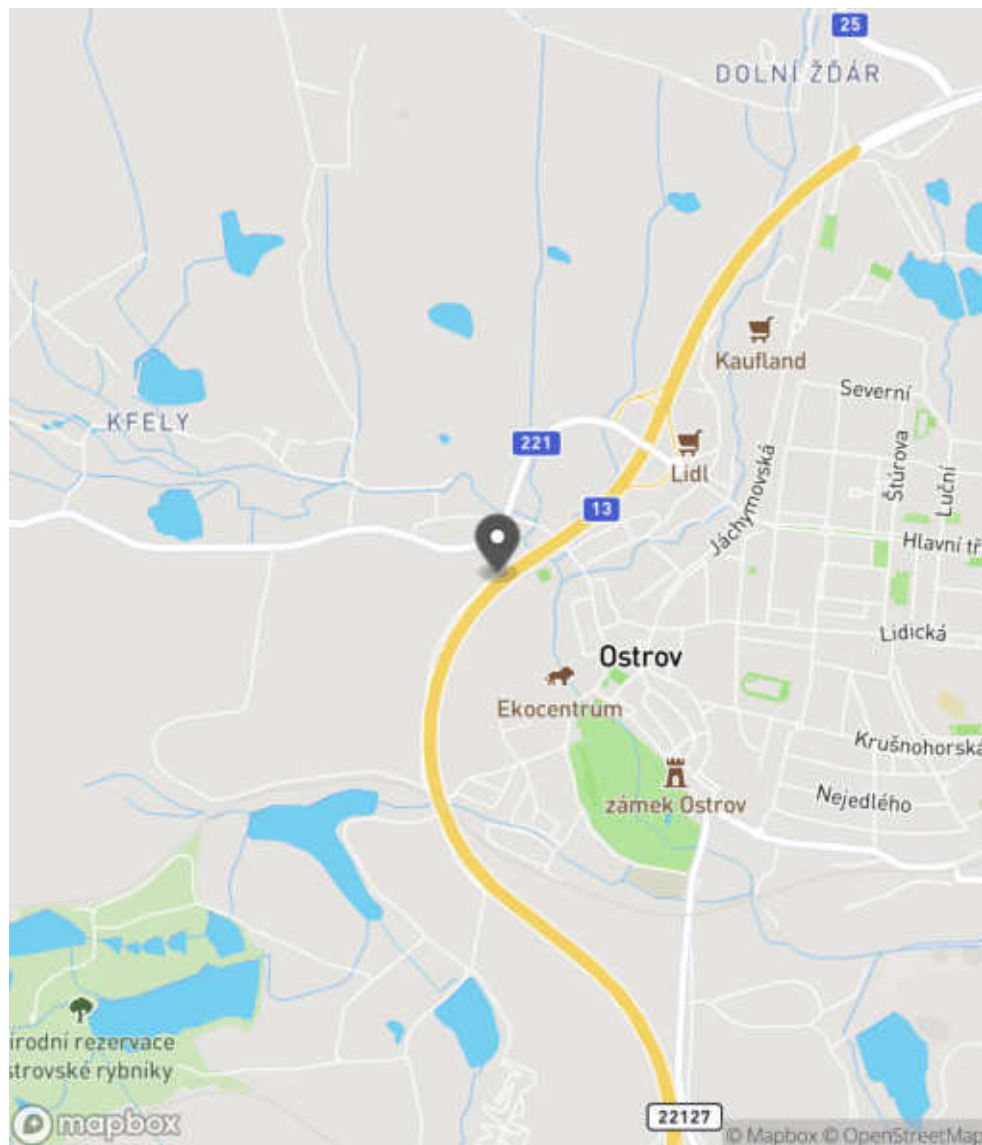 25
DOLNÍ ŽĎÁR
Kaufland
Severní
KFELY
221
Lidl
Štúrova
Luční
13
Jáchymovská
Hlavní tř
Lidická
Ostrov
Ekocentrum
Krušnohorská
zámek Ostrov
Nejedlého
írodní rezervace
strovské rybníky
mapbox
22127
© Mapbox © OpenStreetMap